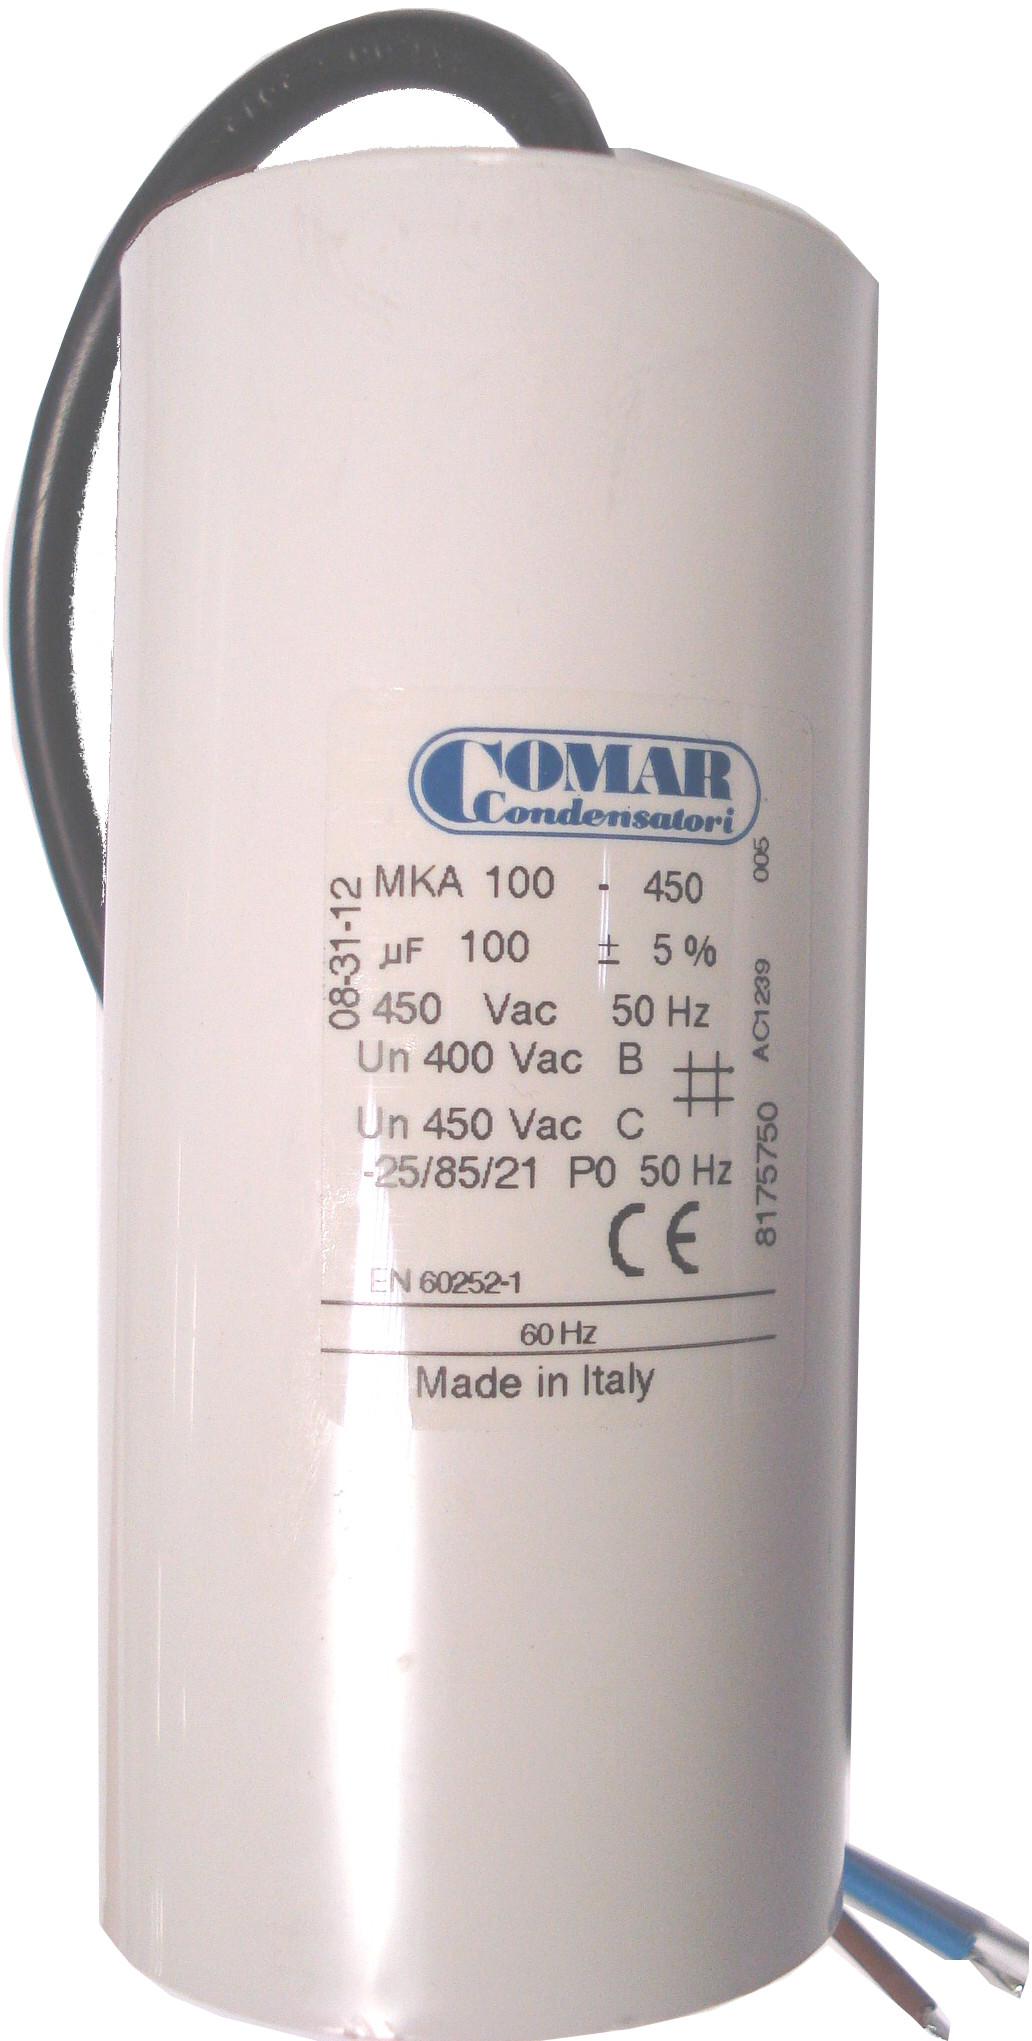 COMAR
Condensatori
MKA 100 - 450
µF 100 ± 5 %
450 Vac 50 Hz
Un 400 Vac B
Un 450 Vac C
-25/85/21 P0 50 Hz
CE
EN 60252-1
60 Hz
Made in Italy
08-31-12
8175750 AC1239 005